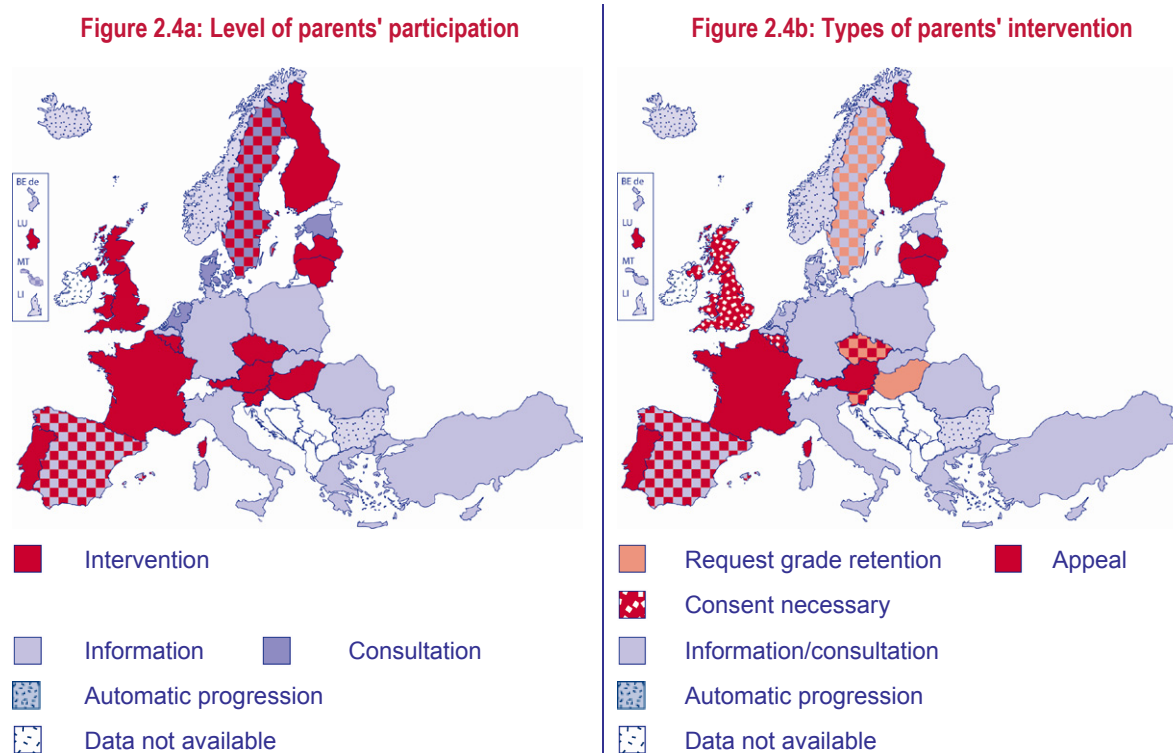 Figure 2.4a: Level of parents' participation
BE de
LU
MT
LI
Intervention
Information
Consultation
Automatic progression
Data not available
Figure 2.4b: Types of parents' intervention
BE de
LU
MT
LI
Request grade retention
Appeal
Consent necessary
Information/consultation
Automatic progression
Data not available